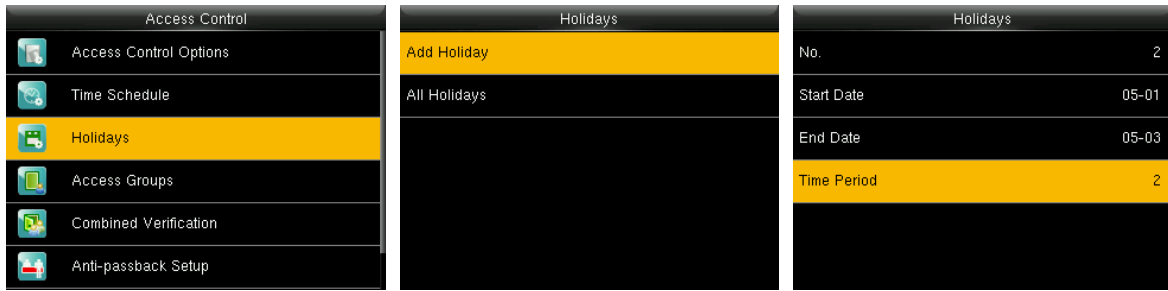 Access Control
Access Control Options
Time Schedule
Holidays
Access Groups
Combined Verification
Anti-passback Setup
Holidays
Add Holiday
All Holidays
Holidays
No. 2
Start Date 05-01
End Date 05-03
Time Period 2